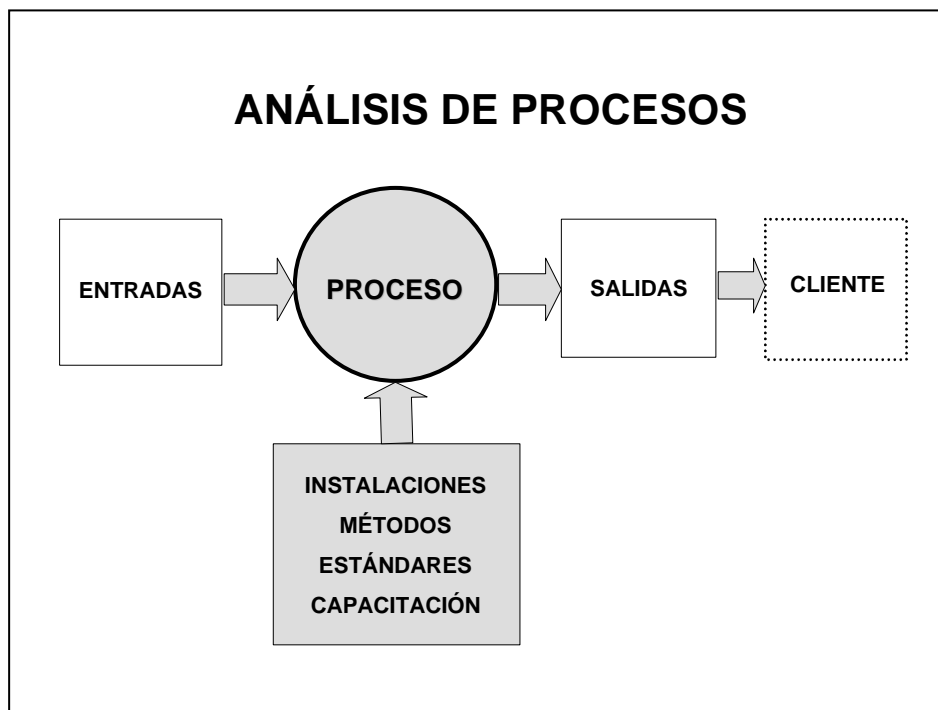 ANÁLISIS DE PROCESOS
ENTRADAS
PROCESO
SALIDAS
CLIENTE
INSTALACIONES
MÉTODOS
ESTÁNDARES
CAPACITACIÓN